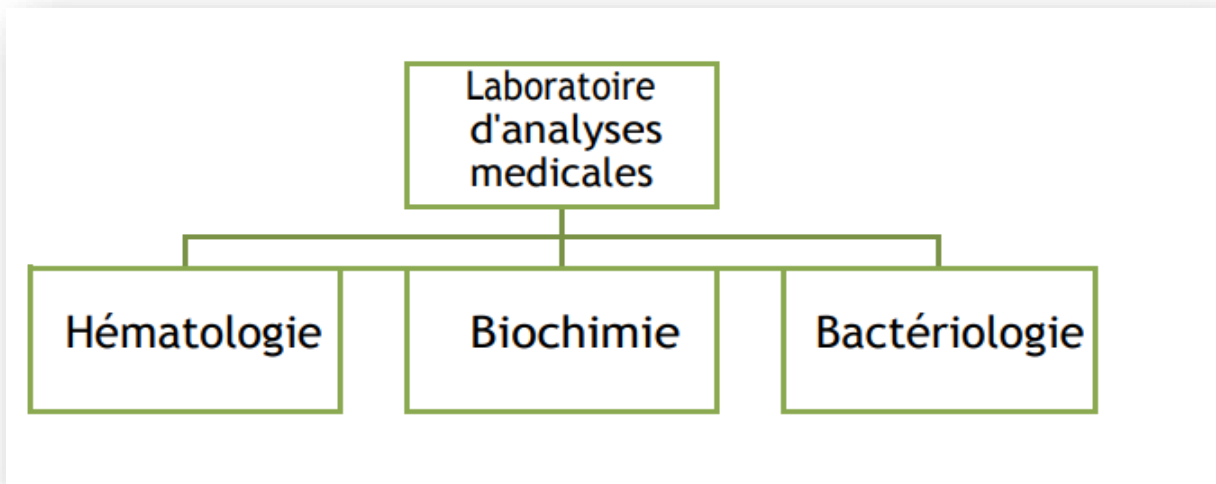 Laboratoire
d'analyses
medicales
Hématologie
Biochimie
Bactériologie